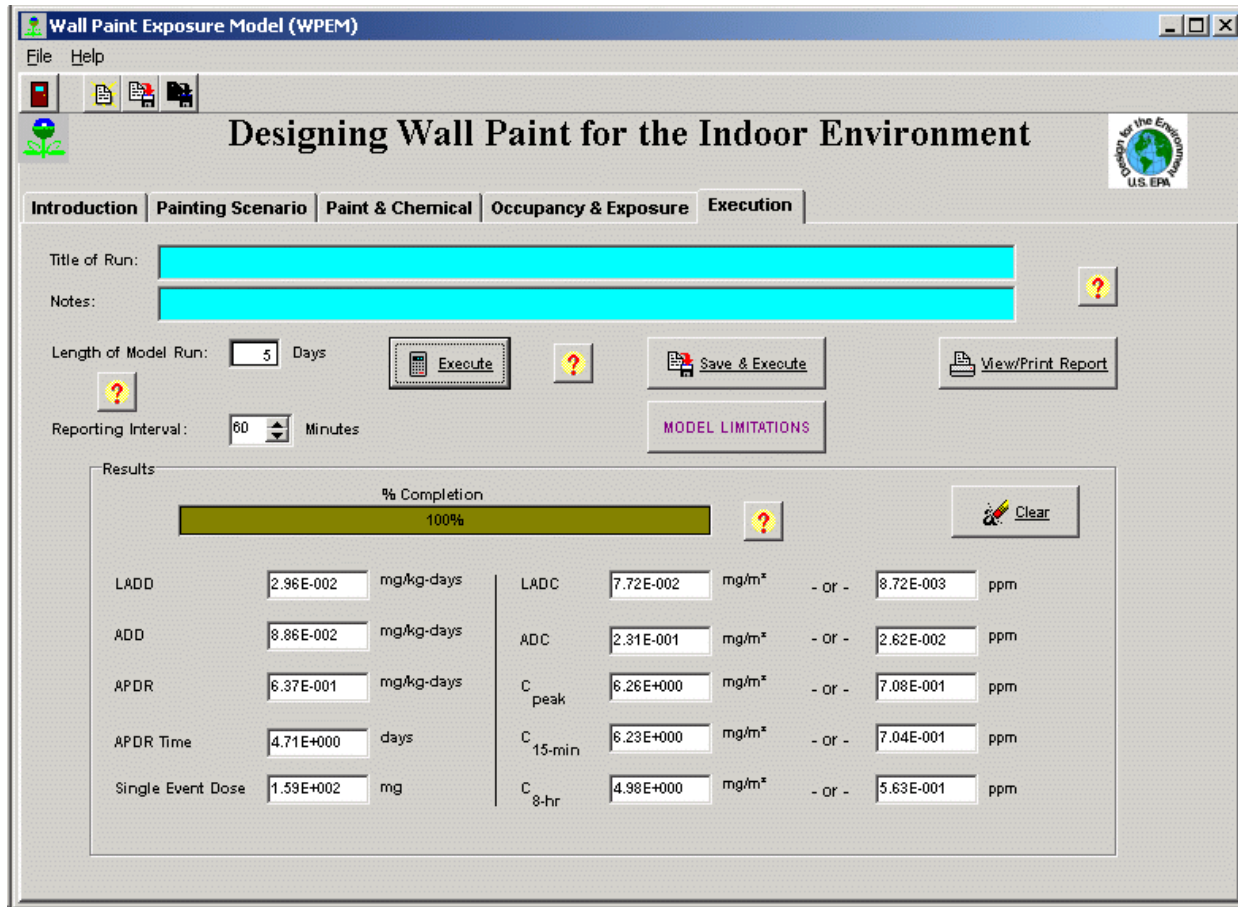 Wall Paint Exposure Model (WPEM)
File Help
Designing Wall Paint for the Indoor Environment
Design for the Environment
U.S. EPA
Introduction Painting Scenario Paint & Chemical Occupancy & Exposure Execution
Title of Run:
?
Notes:
Length of Model Run: 5 Days Execute ? Save & Execute View/Print Report
?
Reporting Interval: 60 Minutes MODEL LIMITATIONS
Results
% Completion
100% ? Clear
LADD 2.96E-002 mg/kg-days LADC 7.72E-002 mg/m³ - or - 8.72E-003 ppm
ADD 8.86E-002 mg/kg-days ADC 2.31E-001 mg/m³ - or - 2.62E-002 ppm
APDR 6.37E-001 mg/kg-days C peak 6.26E+000 mg/m³ - or - 7.08E-001 ppm
APDR Time 4.71E+000 days C 15-min 6.23E+000 mg/m³ - or - 7.04E-001 ppm
Single Event Dose 1.59E+002 mg C 8-hr 4.98E+000 mg/m³ - or - 5.63E-001 ppm